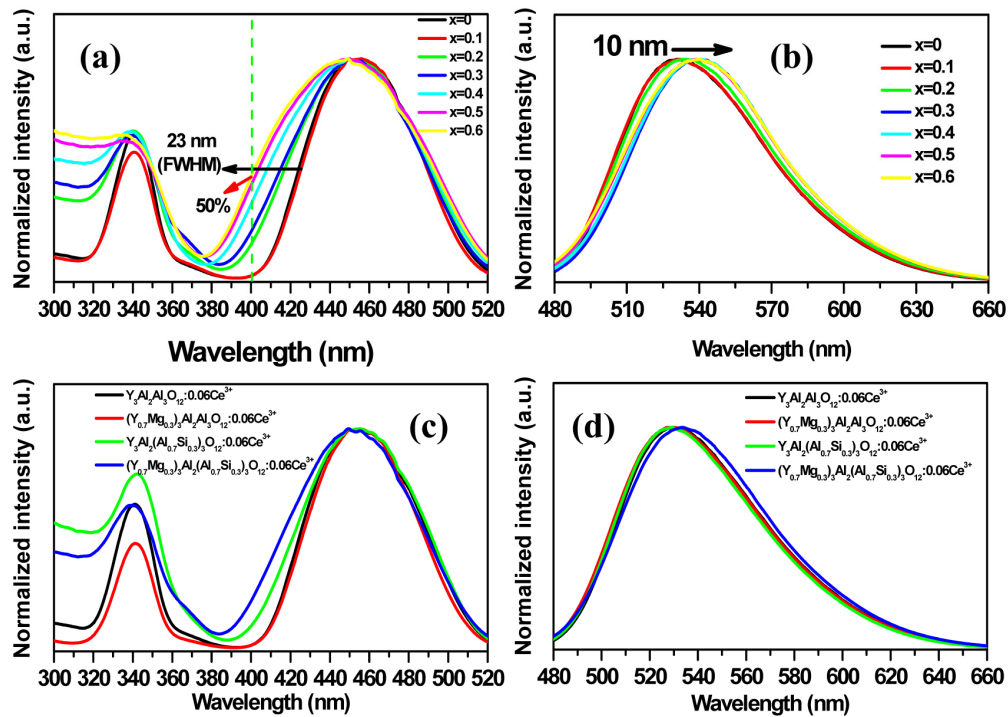 (a)
x=0
x=0.1
x=0.2
x=0.3
x=0.4
x=0.5
x=0.6
23 nm
(FWHM)
50%
Normalized intensity (a.u.)
300 320 340 360 380 400 420 440 460 480 500 520
Wavelength (nm)
(b)
10 nm
x=0
x=0.1
x=0.2
x=0.3
x=0.4
x=0.5
x=0.6
Normalized intensity (a.u.)
480 510 540 570 600 630 660
Wavelength (nm)
(c)
Y₃Al₂Al₃O₁₂:0.06Ce³⁺
(Y₀.₇Mg₀.₃)₃Al₂Al₃O₁₂:0.06Ce³⁺
Y₃Al₂(Al₀.₇Si₀.₃)₃O₁₂:0.06Ce³⁺
(Y₀.₇Mg₀.₃)₃Al₂(Al₀.₇Si₀.₃)₃O₁₂:0.06Ce³⁺
Normalized intensity (a.u.)
300 320 340 360 380 400 420 440 460 480 500 520
Wavelength (nm)
(d)
Y₃Al₂Al₃O₁₂:0.06Ce³⁺
(Y₀.₇Mg₀.₃)₃Al₂Al₃O₁₂:0.06Ce³⁺
Y₃Al₂(Al₀.₇Si₀.₃)₃O₁₂:0.06Ce³⁺
(Y₀.₇Mg₀.₃)₃Al₂(Al₀.₇Si₀.₃)₃O₁₂:0.06Ce³⁺
Normalized intensity (a.u.)
480 500 520 540 560 580 600 620 640 660
Wavelength (nm)